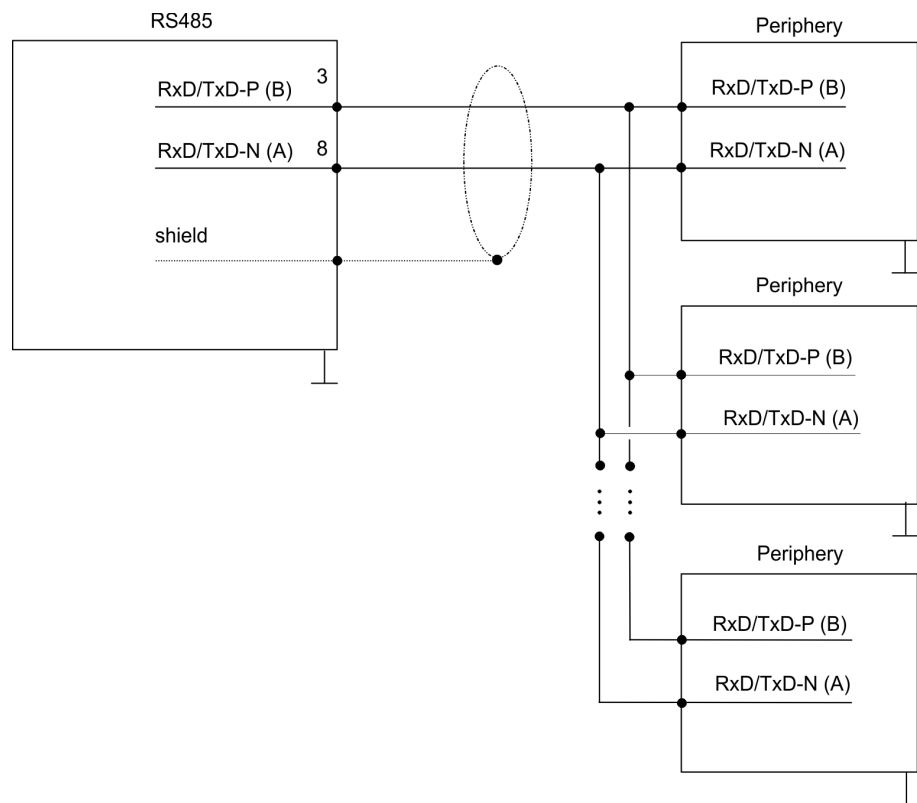 RS485
RxD/TxD-P (B)
3
RxD/TxD-N (A)
8
shield
Periphery
RxD/TxD-P (B)
RxD/TxD-N (A)
Periphery
RxD/TxD-P (B)
RxD/TxD-N (A)
Periphery
RxD/TxD-P (B)
RxD/TxD-N (A)